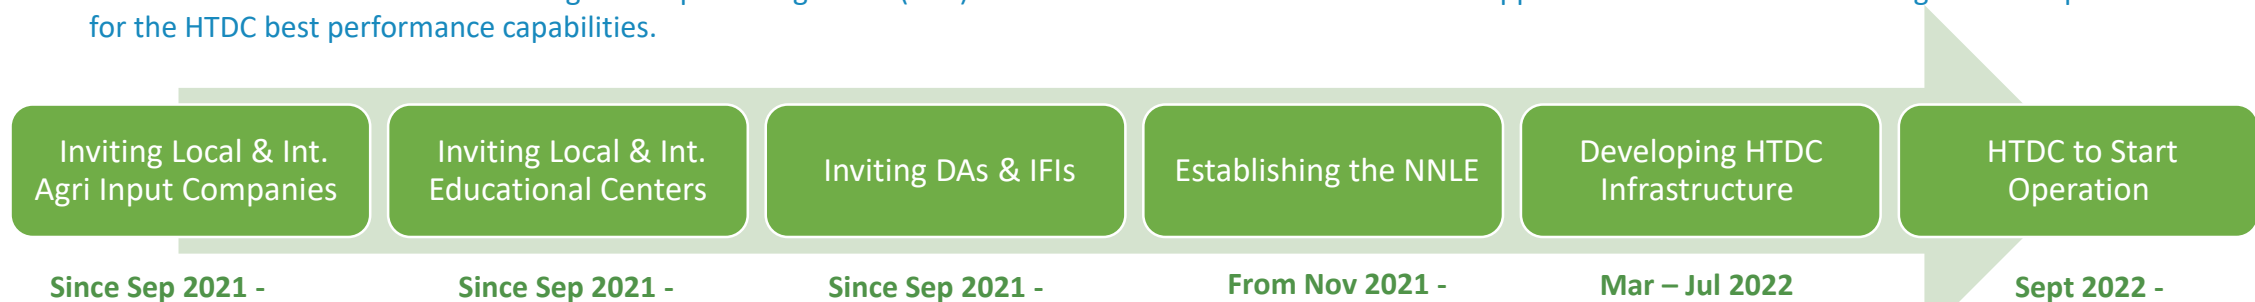 for the HTDC best performance capabilities.
Inviting Local & Int.
Agri Input Companies
Inviting Local & Int.
Educational Centers
Inviting DAs & IFIs
Establishing the NNLE
Developing HTDC
Infrastructure
HTDC to Start
Operation
Since Sep 2021 -
Since Sep 2021 -
Since Sep 2021 -
From Nov 2021 -
Mar – Jul 2022
Sept 2022 -